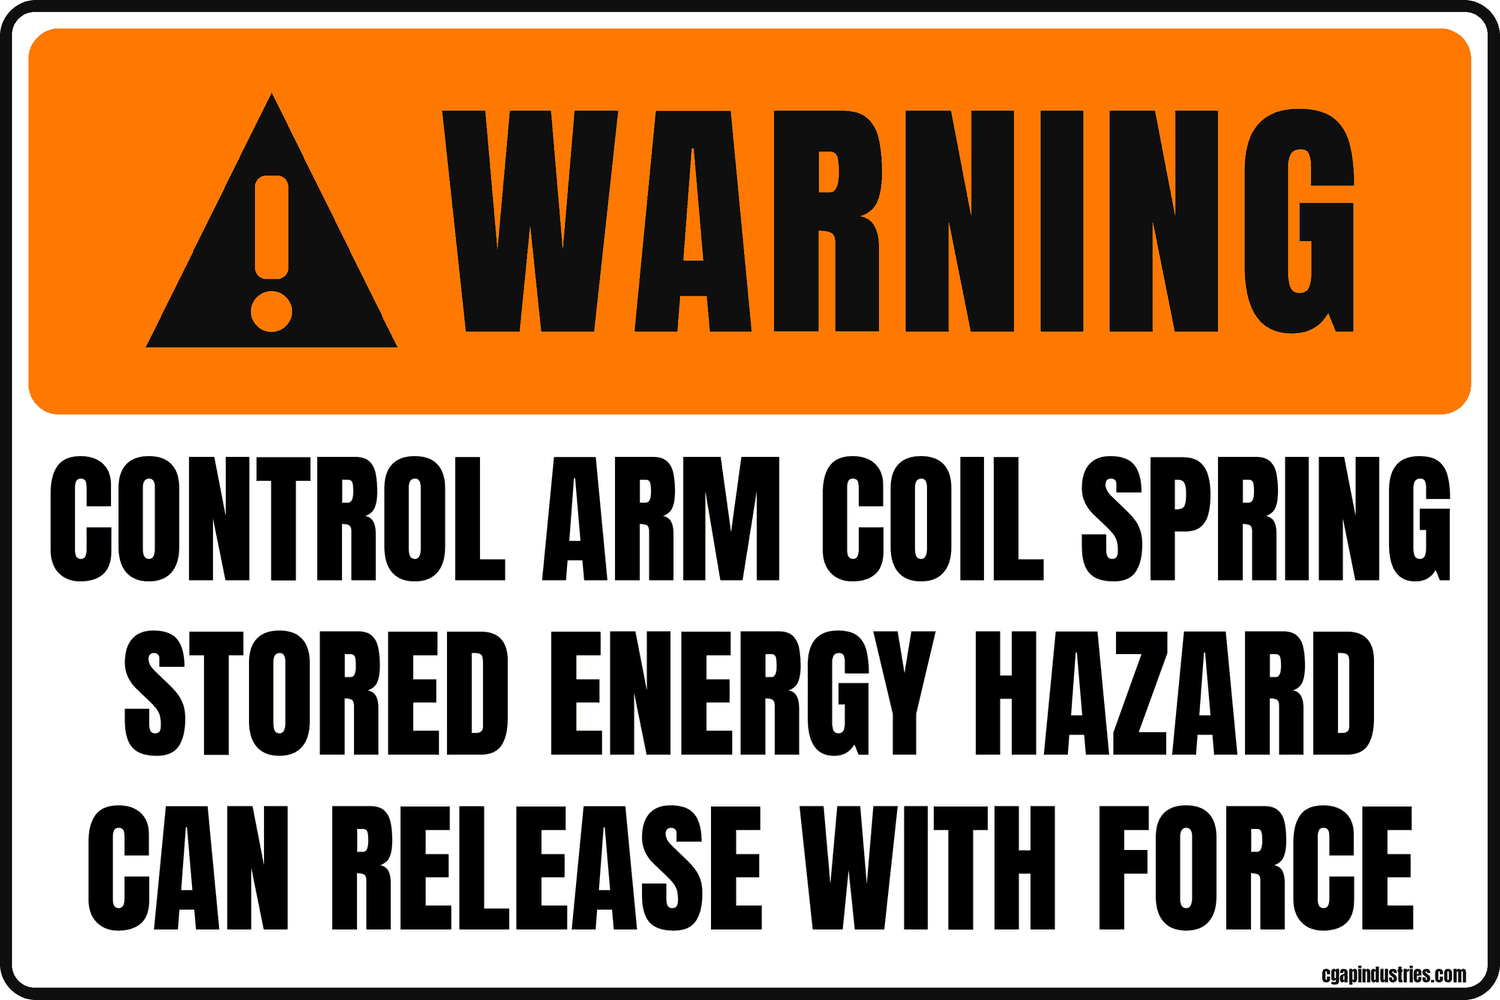 WARNING
CONTROL ARM COIL SPRING
STORED ENERGY HAZARD
CAN RELEASE WITH FORCE
cgapindustries.com